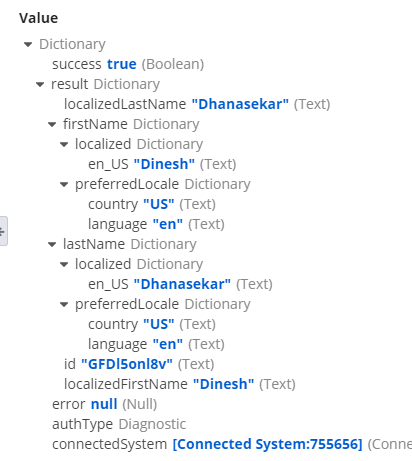 Value
Dictionary
success true (Boolean)
result Dictionary
localizedLastName "Dhanasekar" (Text)
firstName Dictionary
localized Dictionary
en_US "Dinesh" (Text)
preferredLocale Dictionary
country "US" (Text)
language "en" (Text)
lastName Dictionary
localized Dictionary
en_US "Dhanasekar" (Text)
preferredLocale Dictionary
country "US" (Text)
language "en" (Text)
id "GFDl5onl8v" (Text)
localizedFirstName "Dinesh" (Text)
error null (Null)
authType Diagnostic
connectedSystem [Connected System:755656] (Conne